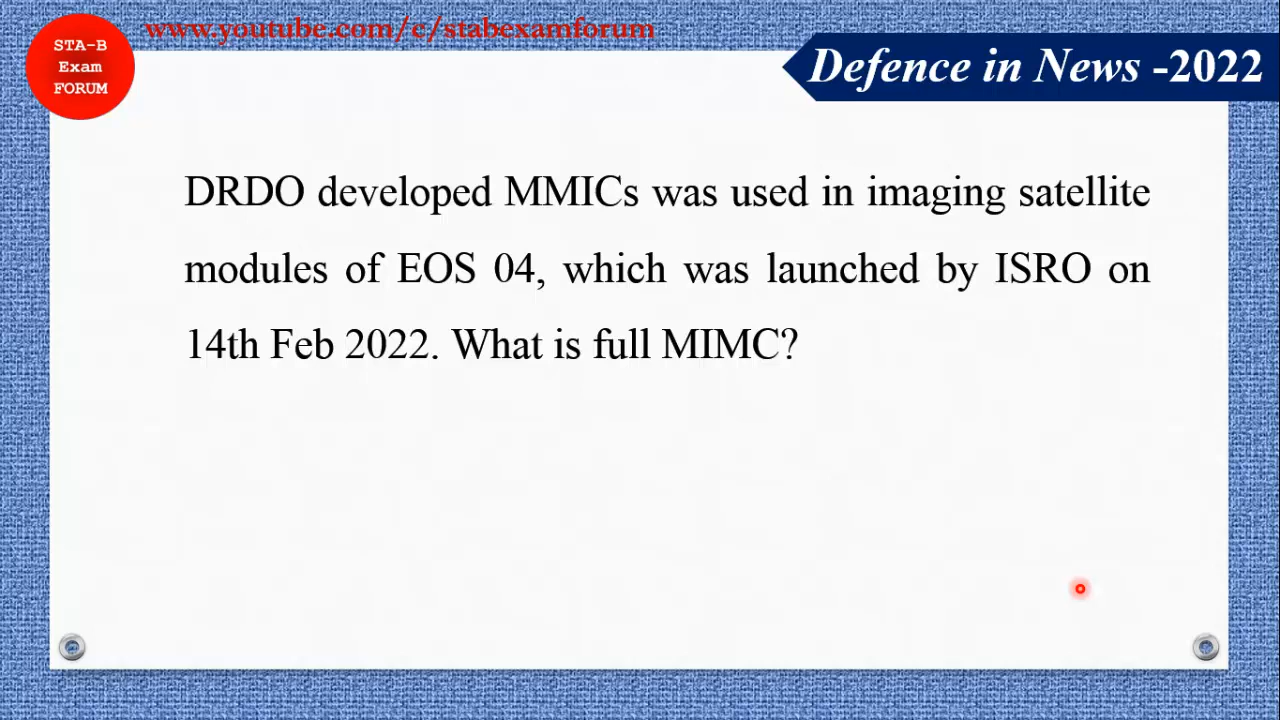 www.youtube.com/c/stabexamforum
STA-B
Exam
FORUM
Defence in News -2022
DRDO developed MMICs was used in imaging satellite
modules of EOS 04, which was launched by ISRO on
14th Feb 2022. What is full MIMC?